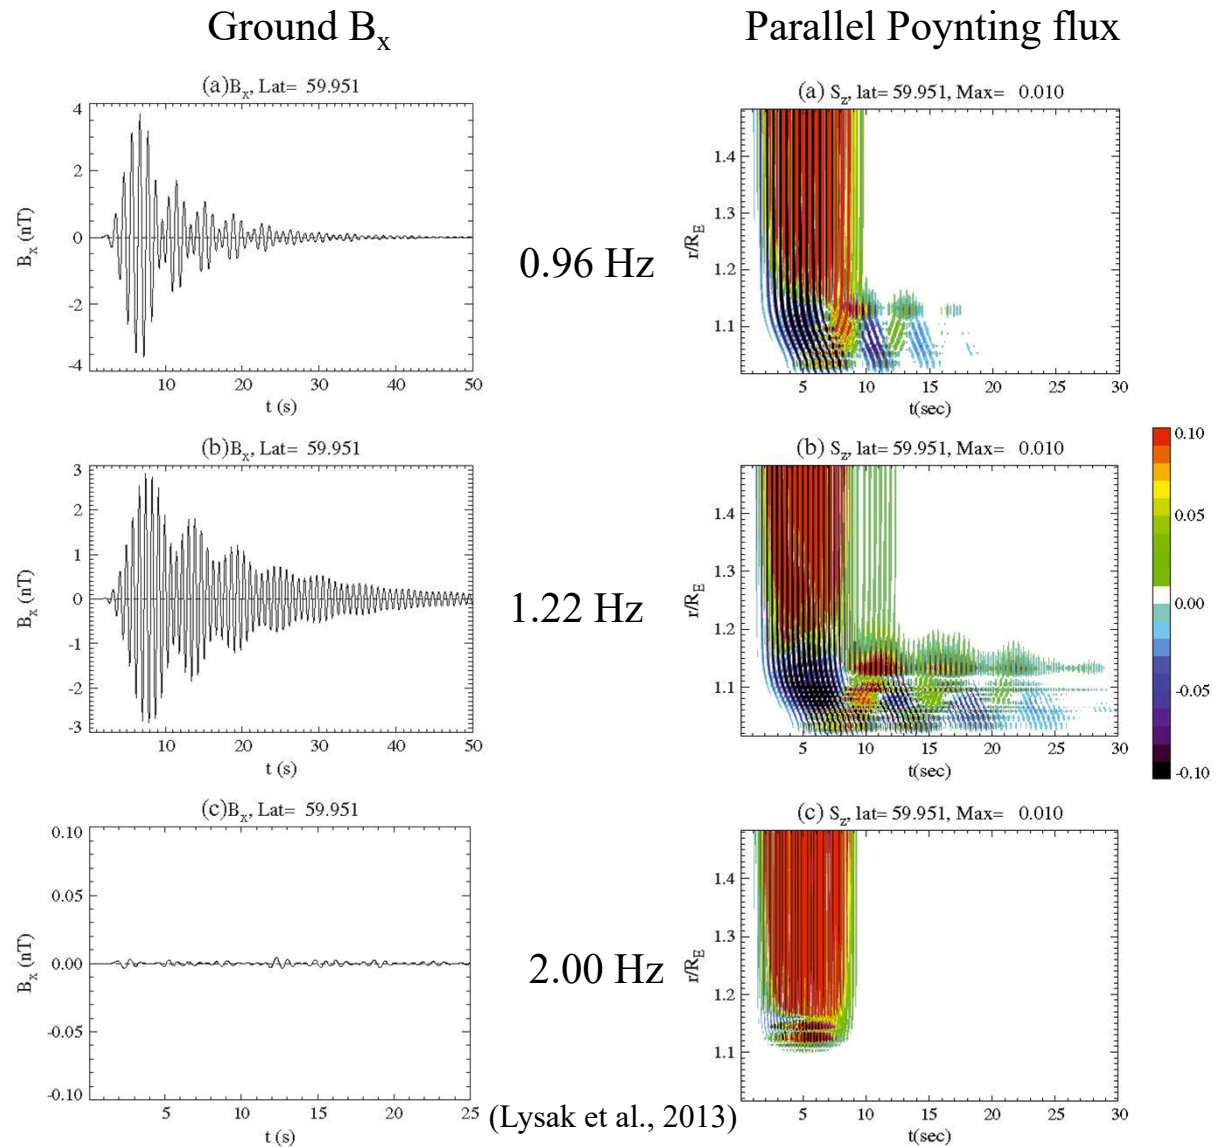 Ground Bx
Parallel Poynting flux
(a)Bx, Lat= 59.951
4
2
0
-2
-4
Bx (nT)
10 20 30 40 50
t (s)
0.96 Hz
(a) Sz, lat= 59.951, Max= 0.010
1.4
1.3
1.2
1.1
r/RE
5 10 15 20 25 30
t(sec)
(b)Bx, Lat= 59.951
3
2
1
0
-1
-2
-3
Bx (nT)
10 20 30 40 50
t (s)
1.22 Hz
(b) Sz, lat= 59.951, Max= 0.010
1.4
1.3
1.2
1.1
r/RE
5 10 15 20 25 30
t(sec)
0.10
0.05
0.00
-0.05
-0.10
(c)Bx, Lat= 59.951
0.10
0.05
0.00
-0.05
-0.10
Bx (nT)
5 10 15 20 25
t (s)
2.00 Hz
(c) Sz, lat= 59.951, Max= 0.010
1.4
1.3
1.2
1.1
r/RE
5 10 15 20 25 30
t(sec)
(Lysak et al., 2013)